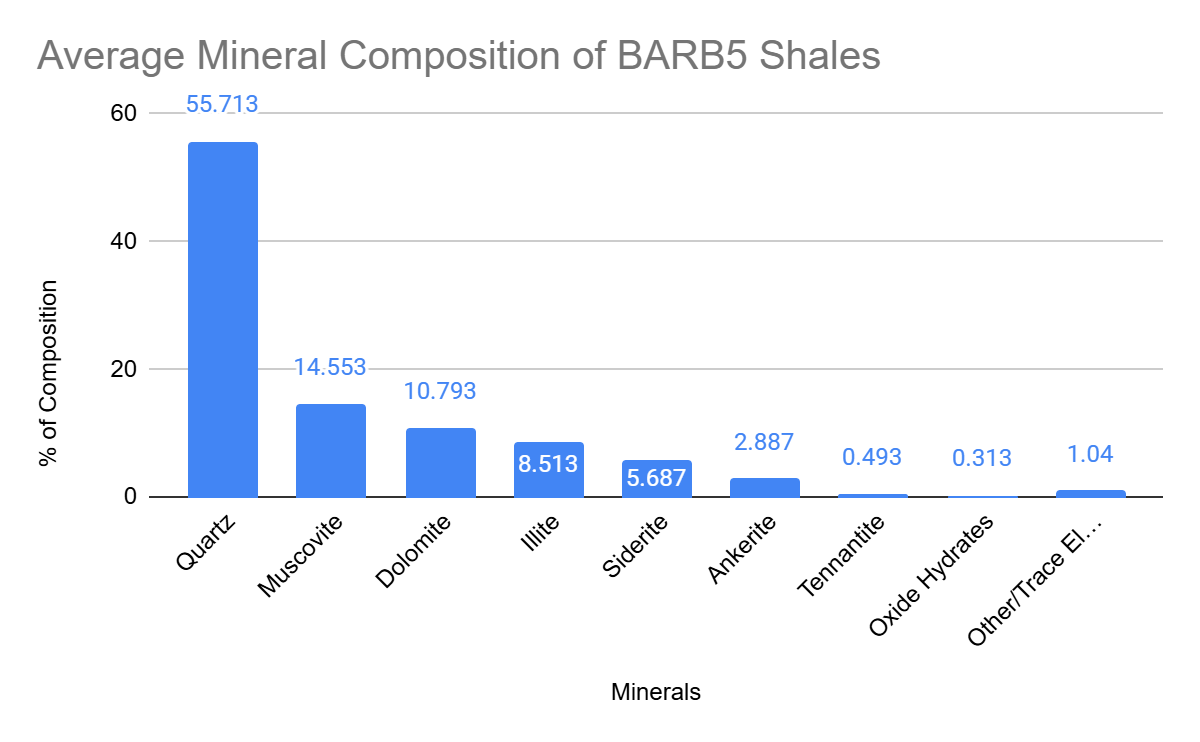 Average Mineral Composition of BARB5 Shales
% of Composition
60
40
20
0
55.713
14.553
10.793
8.513
5.687
2.887
0.493
0.313
1.04
Quartz
Muscovite
Dolomite
Illite
Siderite
Ankerite
Tennantite
Oxide Hydrates
Other/Trace El…
Minerals